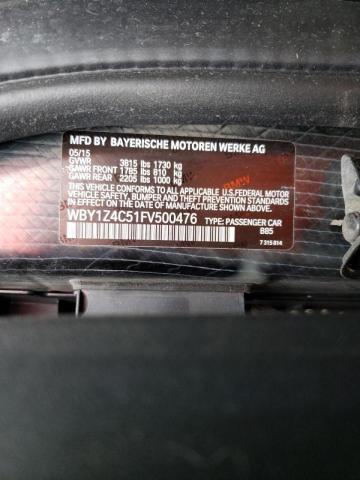 MFD BY BAYERISCHE MOTOREN WERKE AG
05/15
GVWR 3815 lbs 1730 kg
GAWR FRONT 1785 lbs 810 kg
GAWR REAR 2205 lbs 1000 kg
THIS VEHICLE CONFORMS TO ALL APPLICABLE U.S.FEDERAL MOTOR
VEHICLE SAFETY, BUMPER, AND THEFT PREVENTION STANDARDS
IN EFFECT ON THE DATE OF MANUFACTURE SHOWN ABOVE.
WBY1Z4C51FV500476 TYPE: PASSENGER CAR
B85
7 315 814